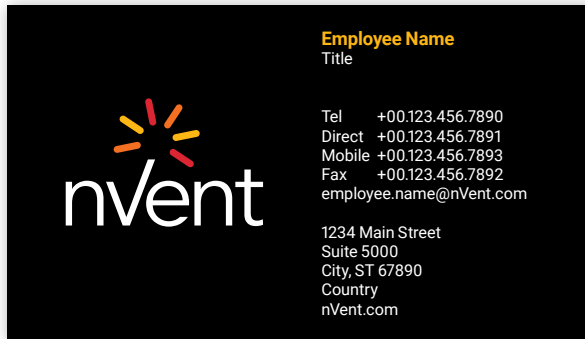 nVent
Employee Name
Title
Tel +00.123.456.7890
Direct +00.123.456.7891
Mobile +00.123.456.7893
Fax +00.123.456.7892
employee.name@nVent.com
1234 Main Street
Suite 5000
City, ST 67890
Country
nVent.com